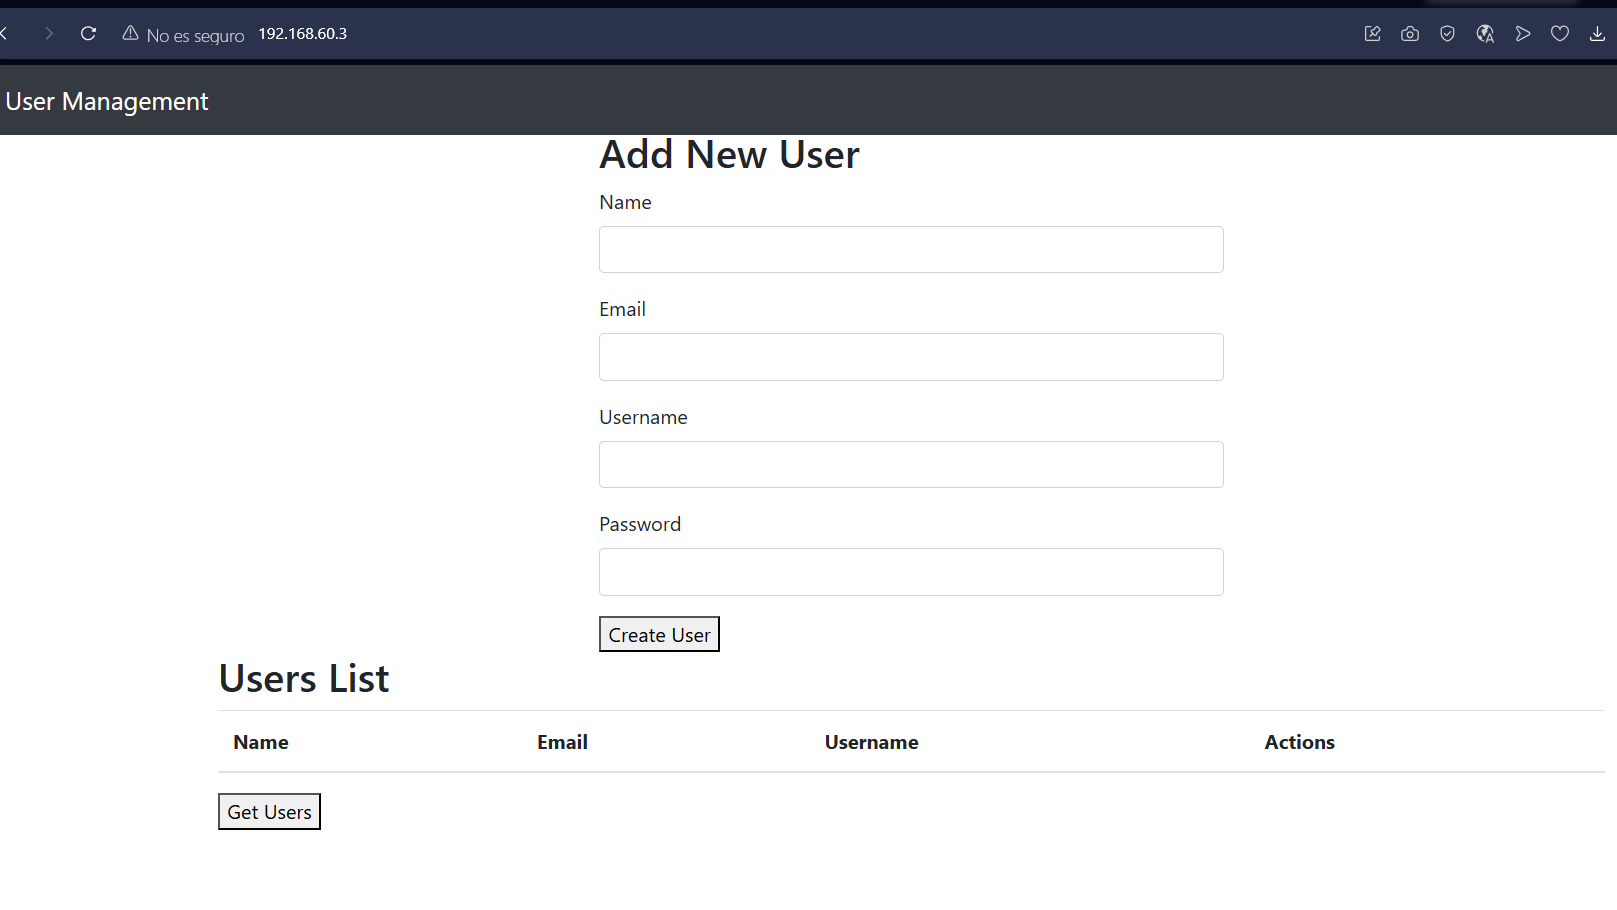 No es seguro 192.168.60.3
User Management
Add New User
Name
Email
Username
Password
Create User
Users List
Name Email Username Actions
Get Users